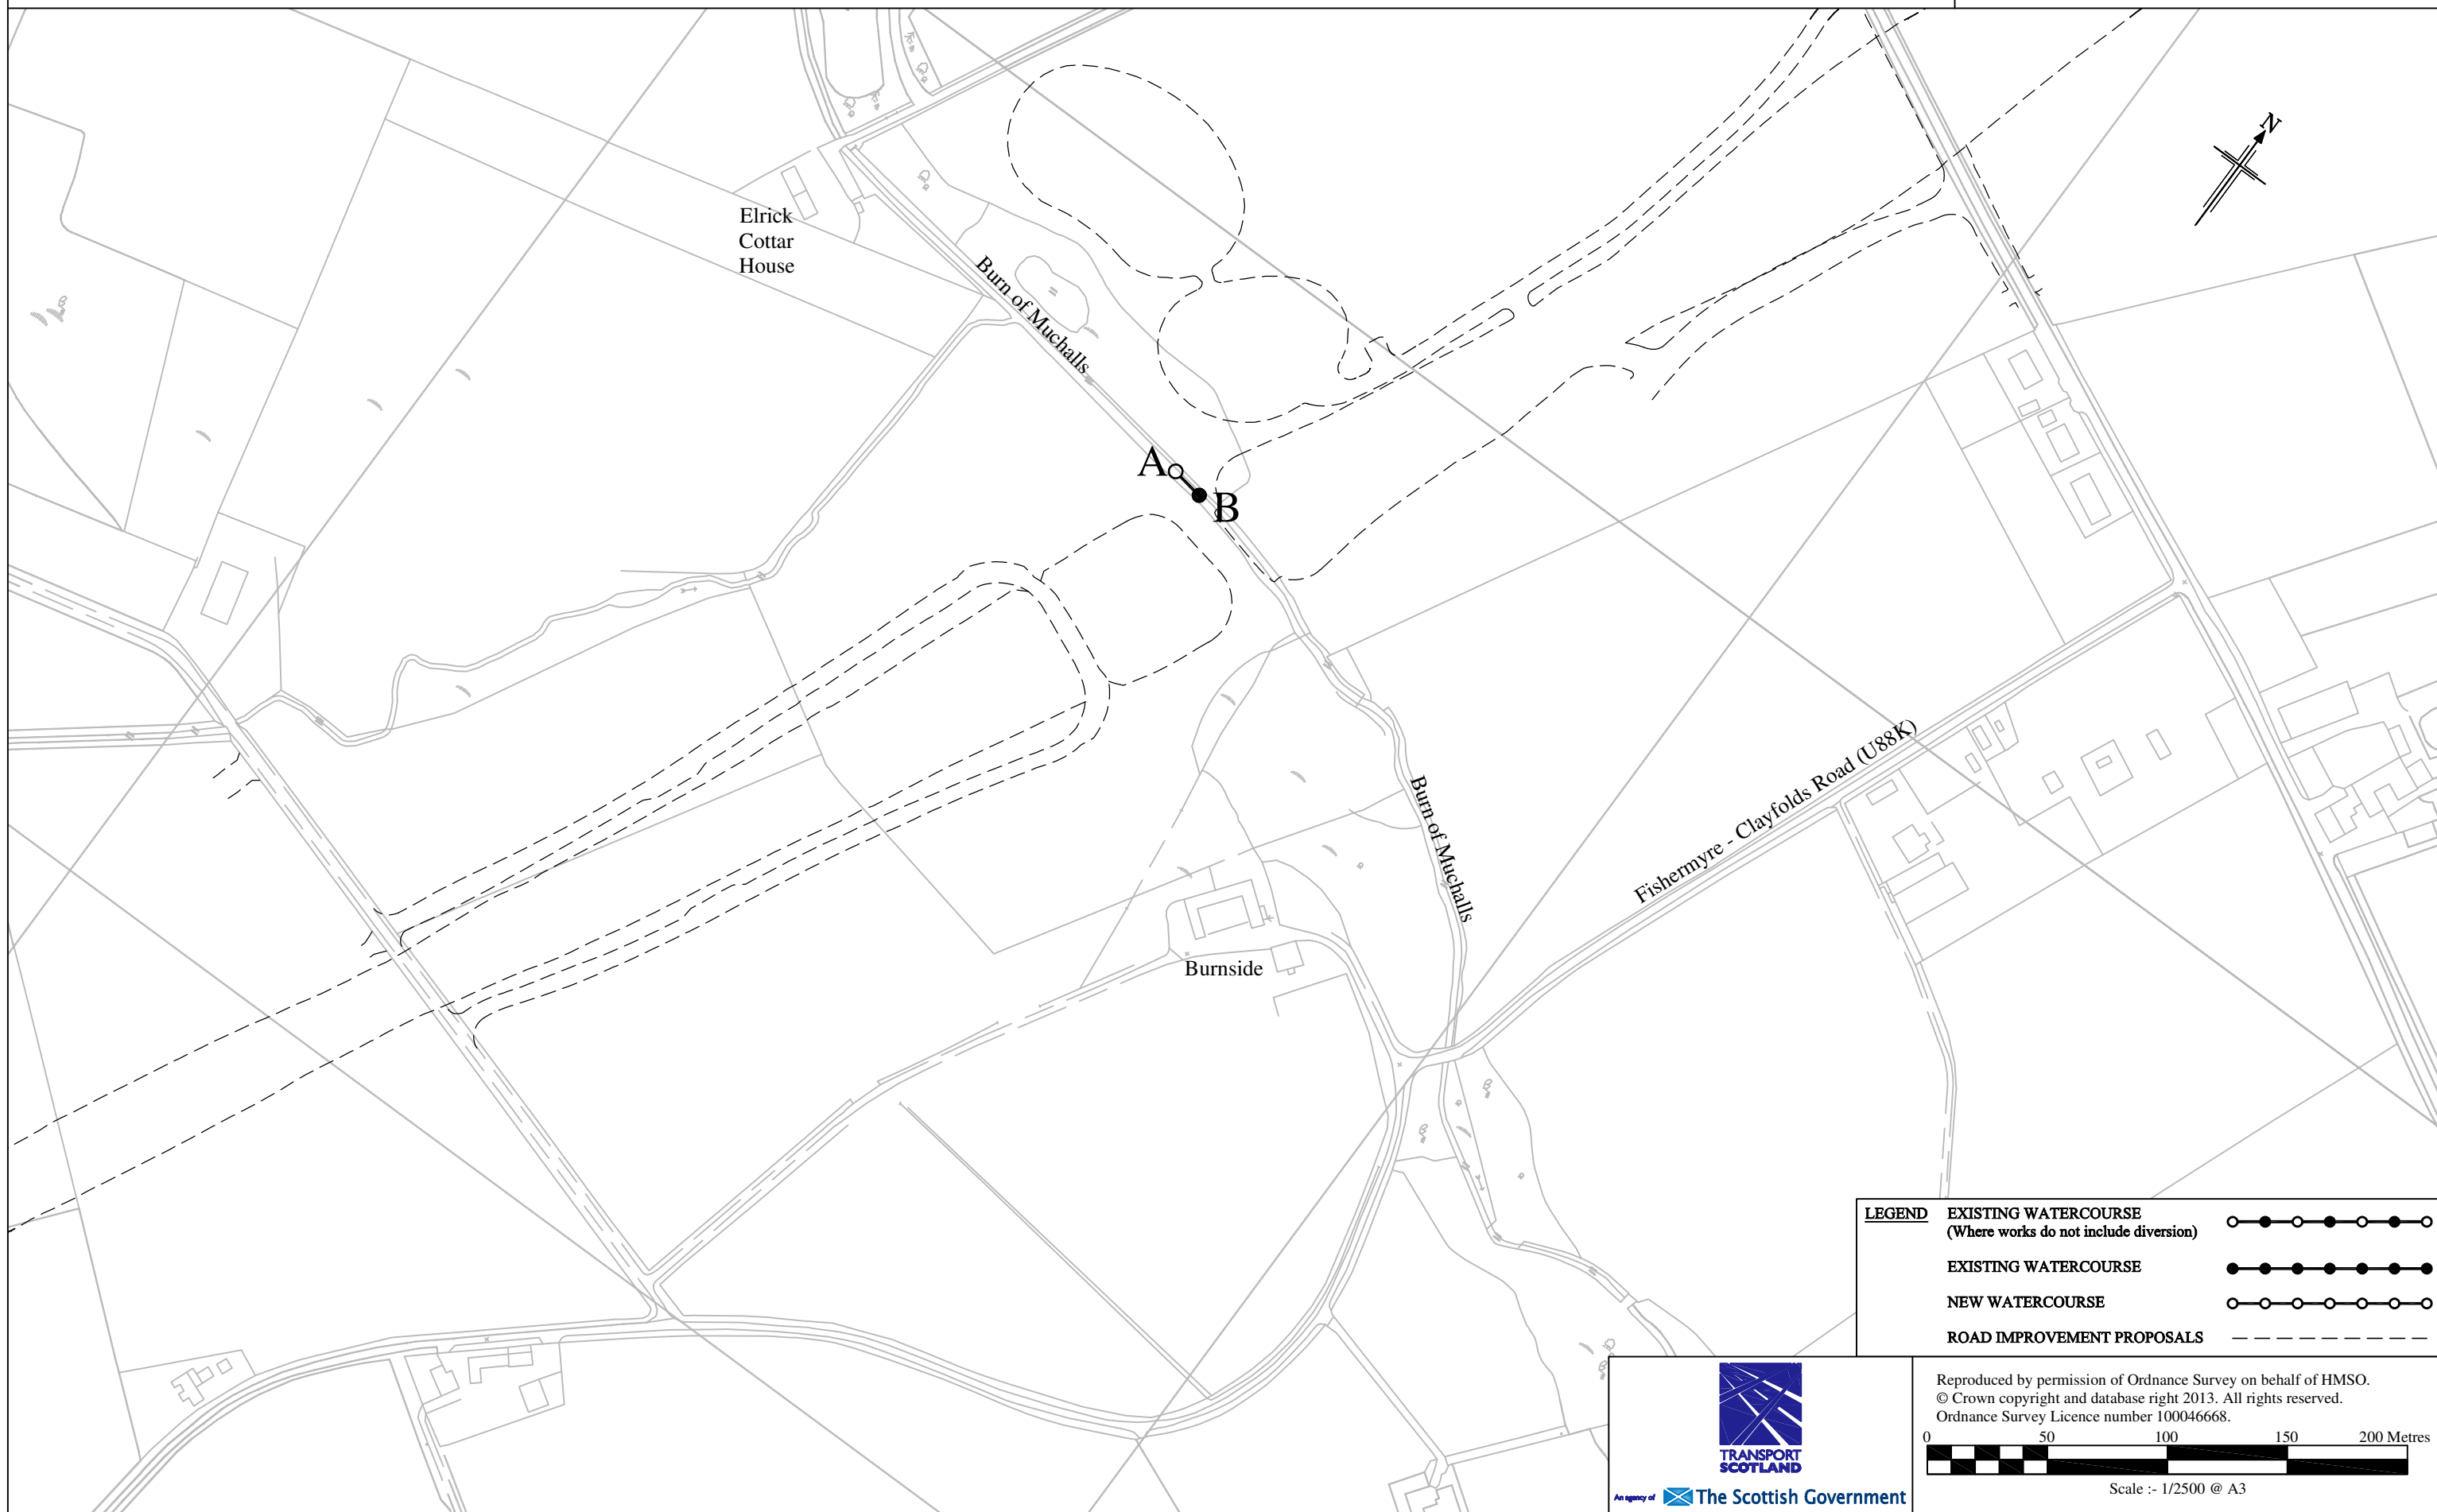 N
Elrick
Cottar
House
Burn of Muchalls
A
B
Fishermyre - Clayfolds Road (U88K)
Burn of Muchalls
Burnside
LEGEND
EXISTING WATERCOURSE
(Where works do not include diversion)
EXISTING WATERCOURSE
NEW WATERCOURSE
ROAD IMPROVEMENT PROPOSALS
TRANSPORT
SCOTLAND
An agency of The Scottish Government
Reproduced by permission of Ordnance Survey on behalf of HMSO.
© Crown copyright and database right 2013. All rights reserved.
Ordnance Survey Licence number 100046668.
0 50 100 150 200 Metres
Scale :- 1/2500 @ A3